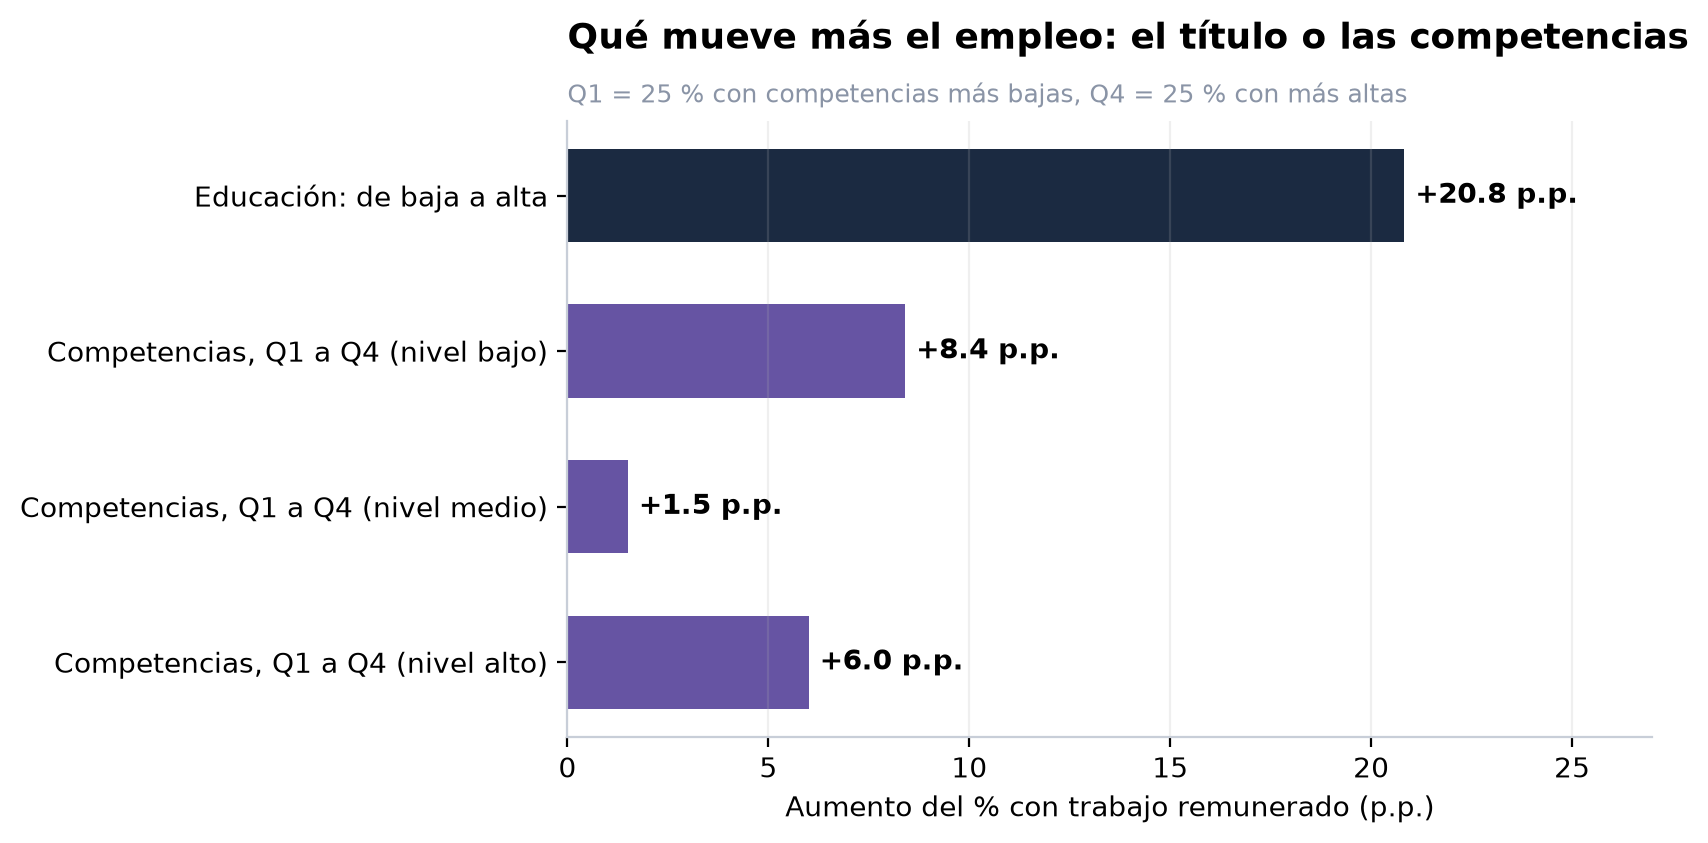 Qué mueve más el empleo: el título o las competencias
Q1 = 25 % con competencias más bajas, Q4 = 25 % con más altas
Educación: de baja a alta
+20.8 p.p.
Competencias, Q1 a Q4 (nivel bajo)
+8.4 p.p.
Competencias, Q1 a Q4 (nivel medio)
+1.5 p.p.
Competencias, Q1 a Q4 (nivel alto)
+6.0 p.p.
0 5 10 15 20 25
Aumento del % con trabajo remunerado (p.p.)